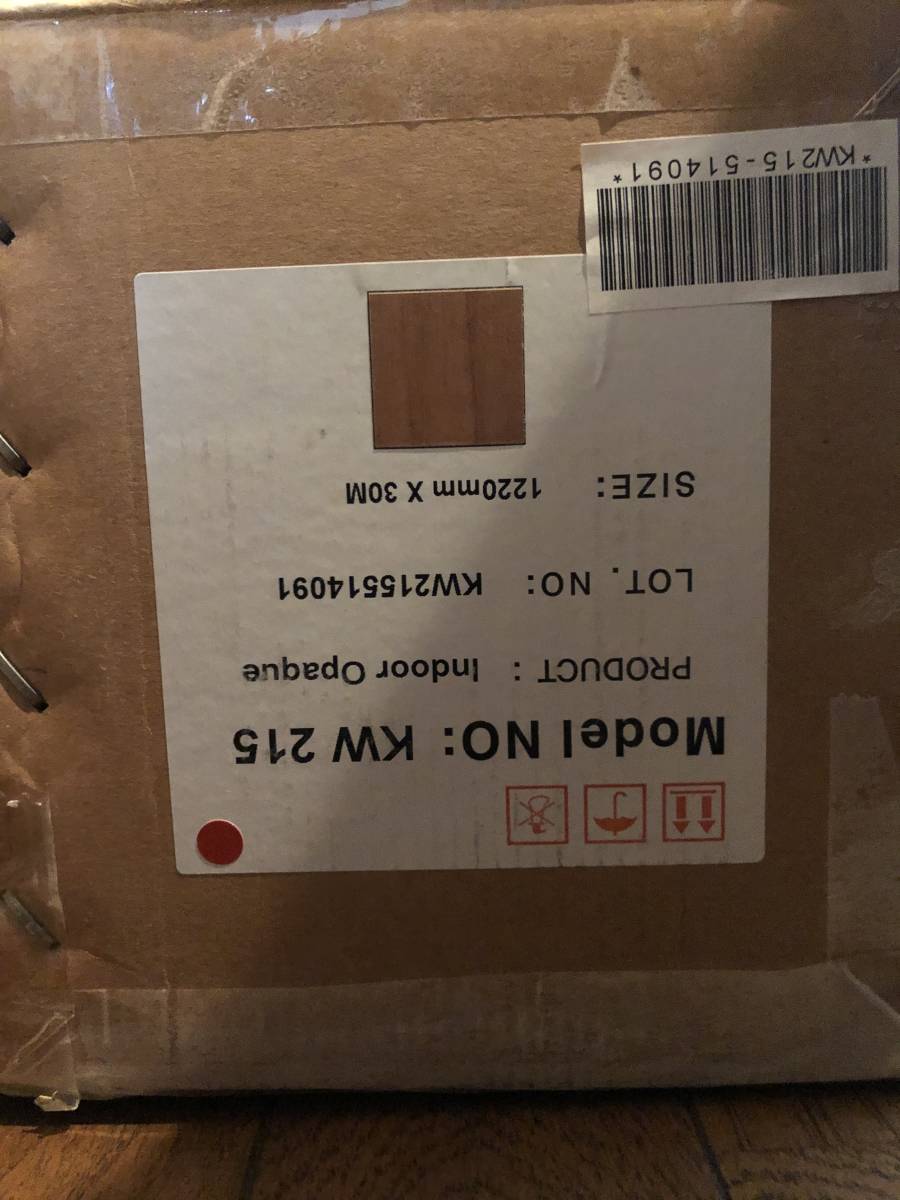 Model NO: KW 215
PRODUCT : Indoor Opaque
LOT. NO: KW215514091
SIZE: 1220mm X 30M
*KW215-514091*